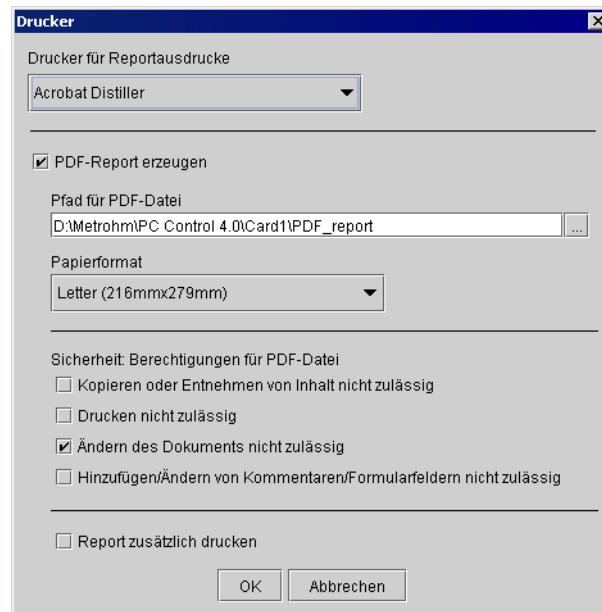 Drucker
Drucker für Reportausdrucke
Acrobat Distiller
PDF-Report erzeugen
Pfad für PDF-Datei
D:\Metrohm\PC Control 4.0\Card1\PDF_report
...
Papierformat
Letter (216mmx279mm)
Sicherheit: Berechtigungen für PDF-Datei
Kopieren oder Entnehmen von Inhalt nicht zulässig
Drucken nicht zulässig
Ändern des Dokuments nicht zulässig
Hinzufügen/Ändern von Kommentaren/Formularfeldern nicht zulässig
Report zusätzlich drucken
OK Abbrechen